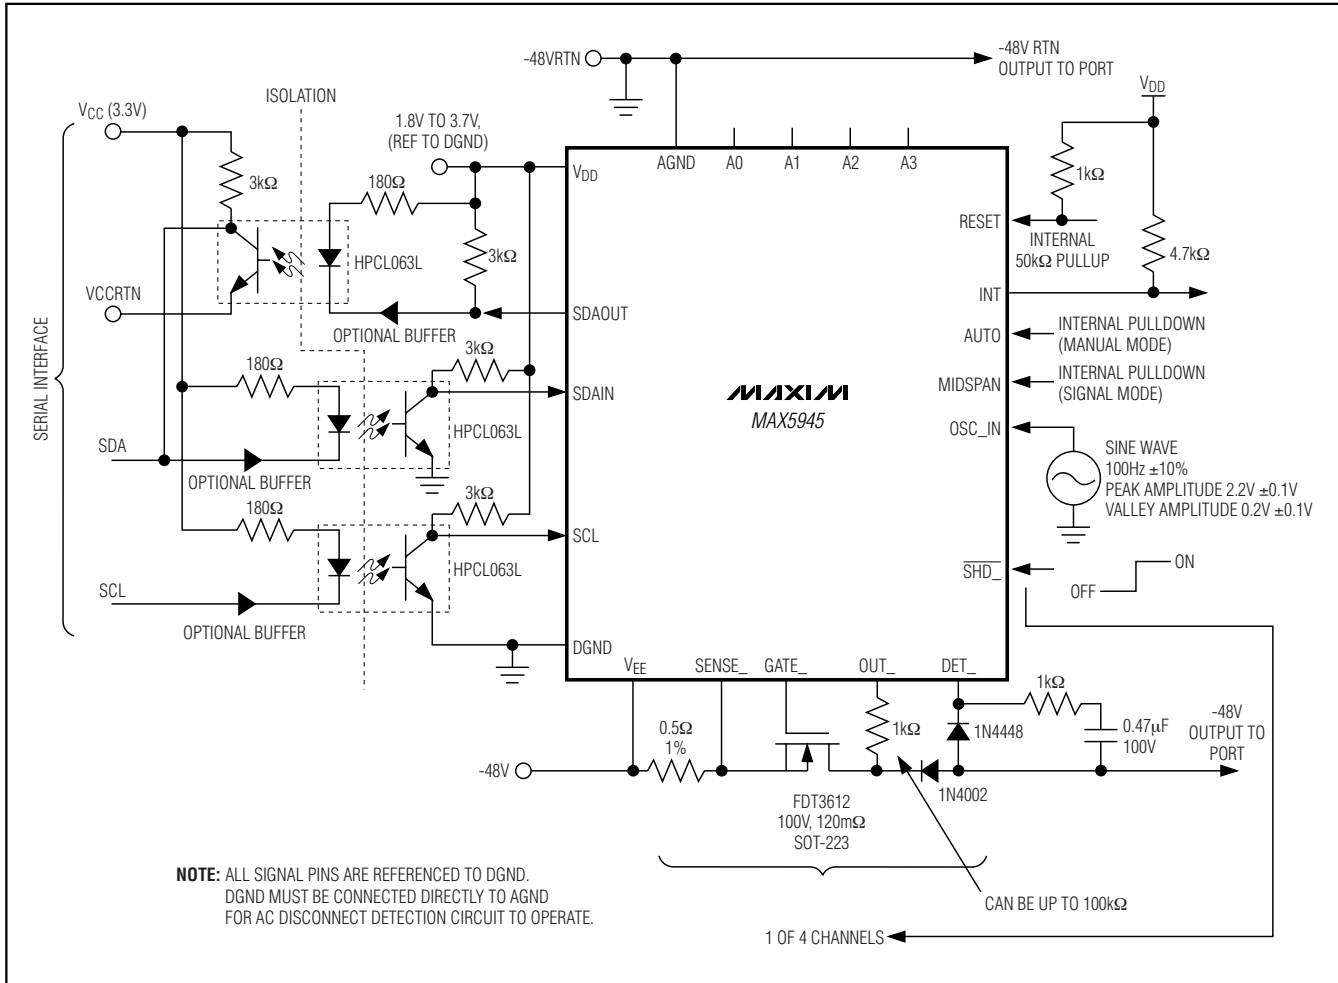 -48VRTN
-48V RTN
OUTPUT TO PORT
ISOLATION
VCC (3.3V)
1.8V TO 3.7V,
(REF TO DGND)
VDD
AGND
A0
A1
A2
A3
VDD
180Ω
3kΩ
1kΩ
RESET
INTERNAL
50kΩ PULLUP
3kΩ
HPCL063L
4.7kΩ
VCCRTN
INT
SDAOUT
OPTIONAL BUFFER
AUTO
INTERNAL PULLDOWN
(MANUAL MODE)
SERIAL INTERFACE
180Ω
3kΩ
SDAIN
MAXIM
MAX5945
MIDSPAN
INTERNAL PULLDOWN
(SIGNAL MODE)
HPCL063L
OSC_IN
SDA
OPTIONAL BUFFER
SINE WAVE
100Hz ±10%
PEAK AMPLITUDE 2.2V ±0.1V
VALLEY AMPLITUDE 0.2V ±0.1V
180Ω
3kΩ
SCL
HPCL063L
SHD_
ON
OFF
SCL
OPTIONAL BUFFER
DGND
VEE
SENSE_
GATE_
OUT_
DET_
1kΩ
0.5Ω
1%
1kΩ
1N4448
0.47μF
100V
-48V
OUTPUT TO
PORT
-48V
1N4002
FDT3612
100V, 120mΩ
SOT-223
NOTE: ALL SIGNAL PINS ARE REFERENCED TO DGND.
DGND MUST BE CONNECTED DIRECTLY TO AGND
FOR AC DISCONNECT DETECTION CIRCUIT TO OPERATE.
CAN BE UP TO 100kΩ
1 OF 4 CHANNELS